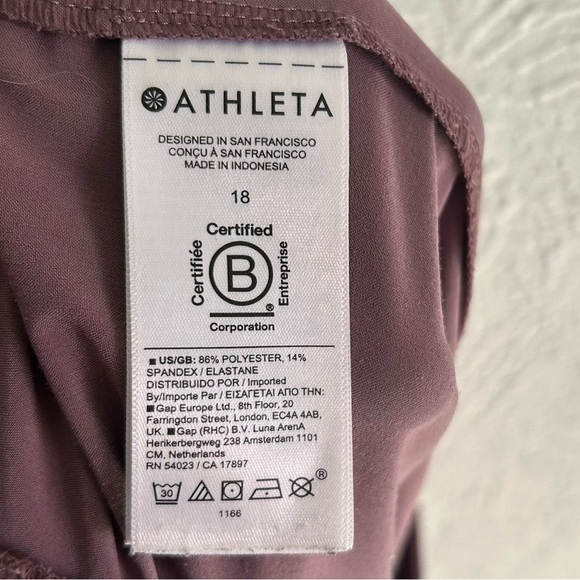 ATHLETA
DESIGNED IN SAN FRANCISCO
CONÇU À SAN FRANCISCO
MADE IN INDONESIA
18
Certified
Certifiée
B
Entreprise
®
Corporation
US/GB: 86% POLYESTER, 14%
SPANDEX / ELASTANE
DISTRIBUIDO POR / Imported
By/Importe Par / ΕΙΣΑΓΕΤΑΙ ΑΠΟ ΤΗΝ:
Gap Europe Ltd., 8th Floor, 20
Farringdon Street, London, EC4A 4AB,
UK. Gap (RHC) B.V. Luna ArenA
Herikerbergweg 238 Amsterdam 1101
CM, Netherlands
RN 54023 / CA 17897
30 ®
1166